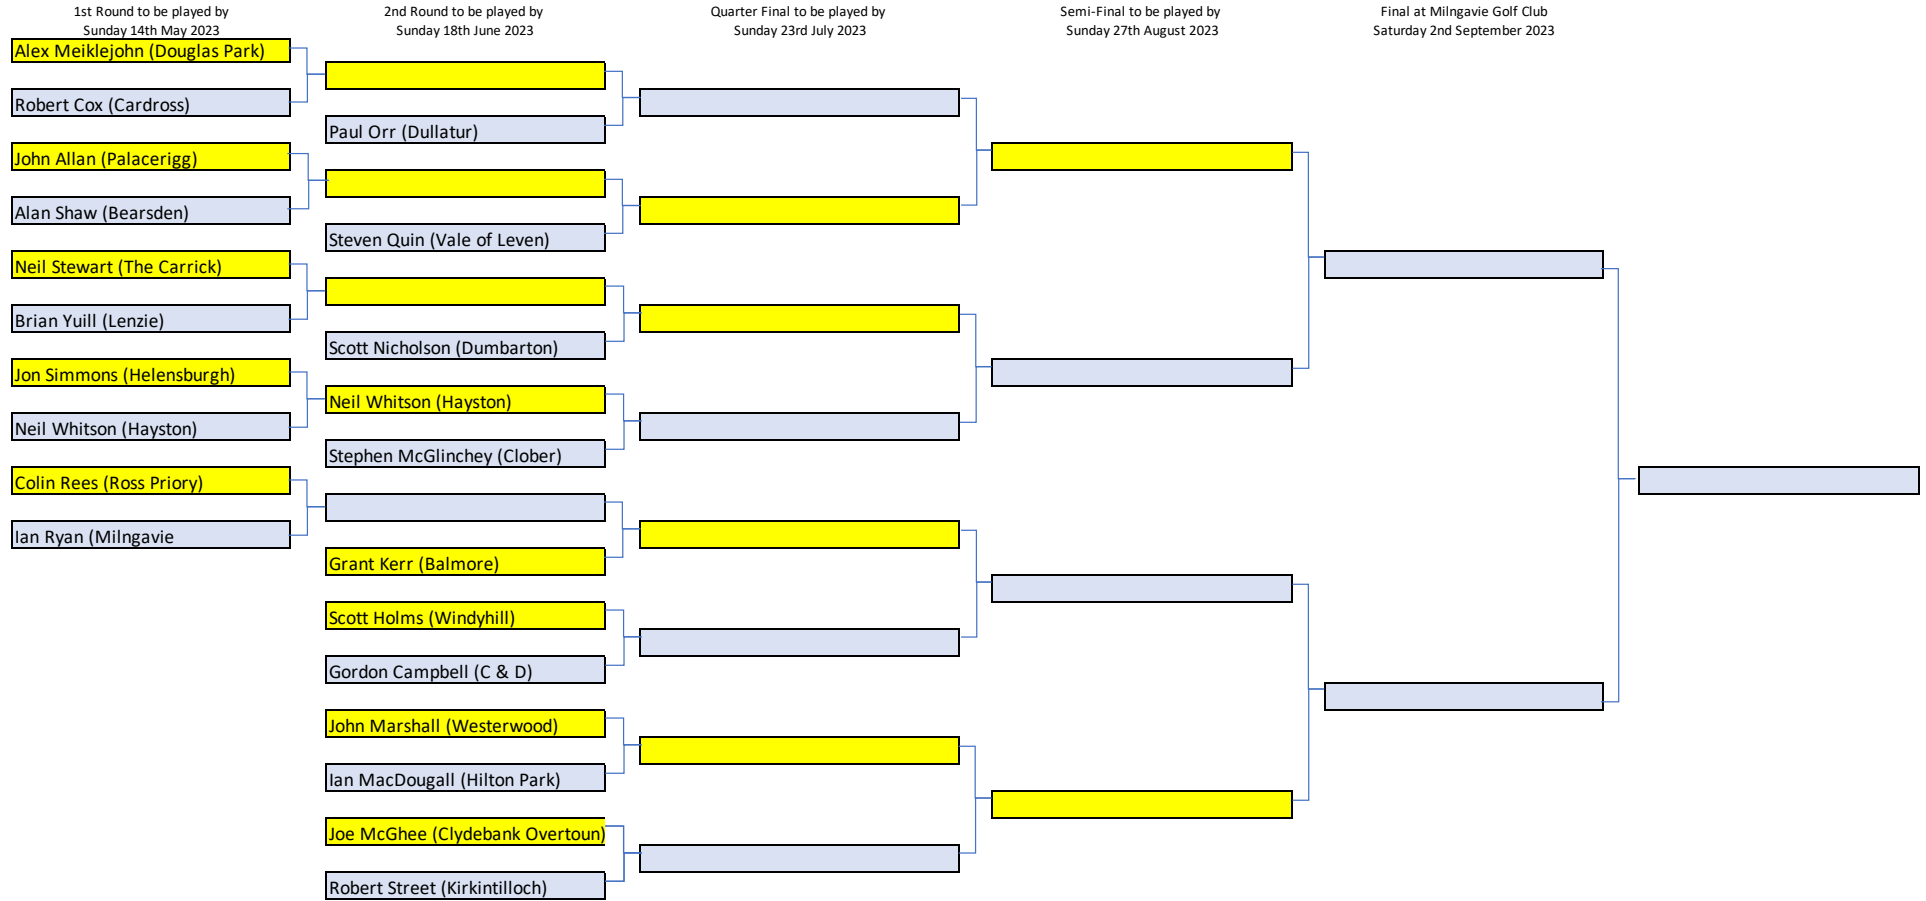 1st Round to be played by
Sunday 14th May 2023
2nd Round to be played by
Sunday 18th June 2023
Quarter Final to be played by
Sunday 23rd July 2023
Semi-Final to be played by
Sunday 27th August 2023
Final at Milngavie Golf Club
Saturday 2nd September 2023
Alex Meiklejohn (Douglas Park)
Robert Cox (Cardross)
John Allan (Palacerigg)
Alan Shaw (Bearsden)
Neil Stewart (The Carrick)
Brian Yuill (Lenzie)
Jon Simmons (Helensburgh)
Neil Whitson (Hayston)
Colin Rees (Ross Priory)
Ian Ryan (Milngavie
Paul Orr (Dullatur)
Steven Quin (Vale of Leven)
Scott Nicholson (Dumbarton)
Neil Whitson (Hayston)
Stephen McGlinchey (Clober)
Grant Kerr (Balmore)
Scott Holms (Windyhill)
Gordon Campbell (C & D)
John Marshall (Westerwood)
Ian MacDougall (Hilton Park)
Joe McGhee (Clydebank Overtoun)
Robert Street (Kirkintilloch)